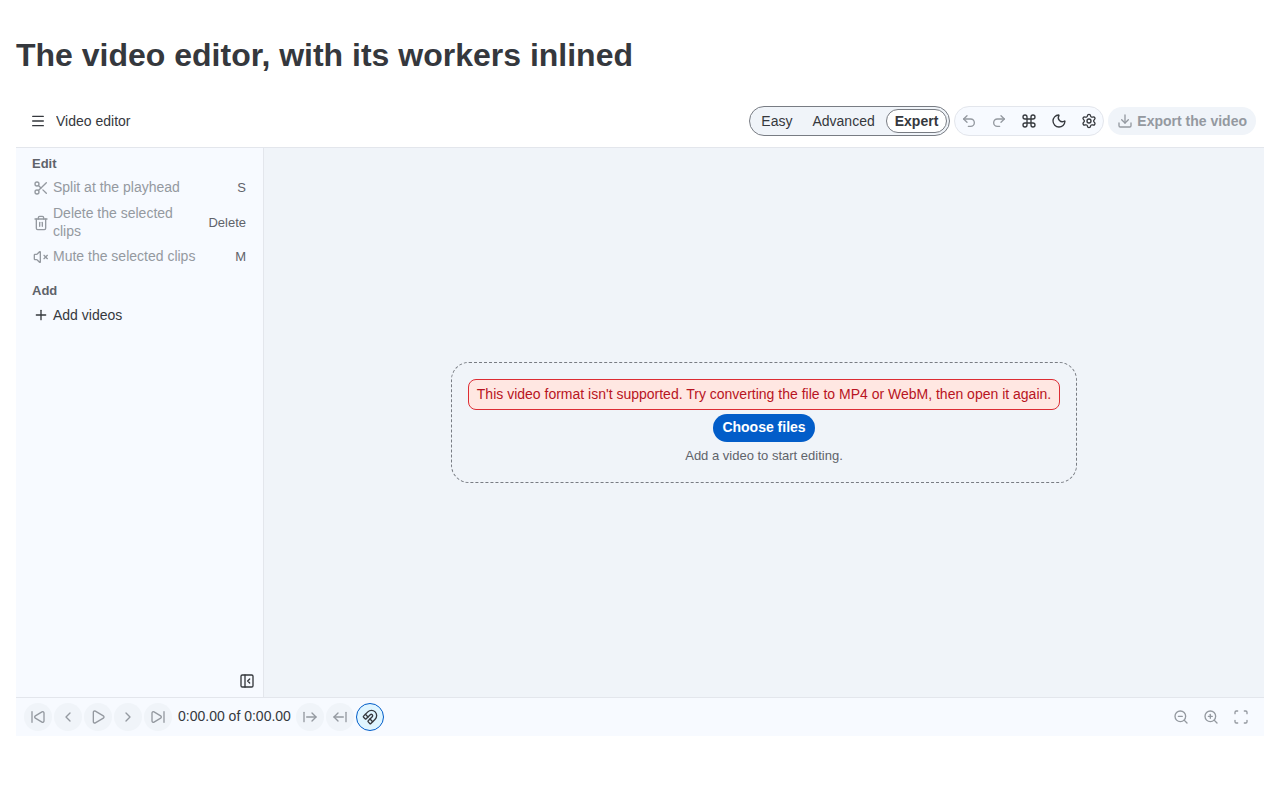 The video editor, with its workers inlined
Video editor
Easy Advanced Expert
Export the video
Edit
Split at the playhead S
Delete the selected
clips
Delete
Mute the selected clips M
Add
Add videos
This video format isn't supported. Try converting the file to MP4 or WebM, then open it again.
Choose files
Add a video to start editing.
0:00.00 of 0:00.00